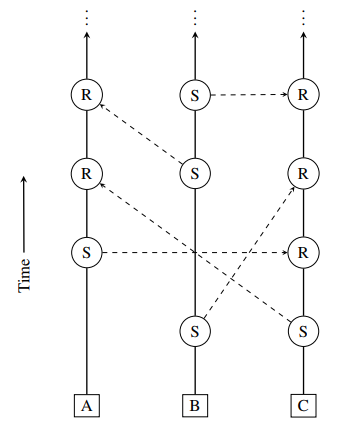 ⋮ ⋮ ⋮
R S R
R S R
S R
S S
A B C
Time